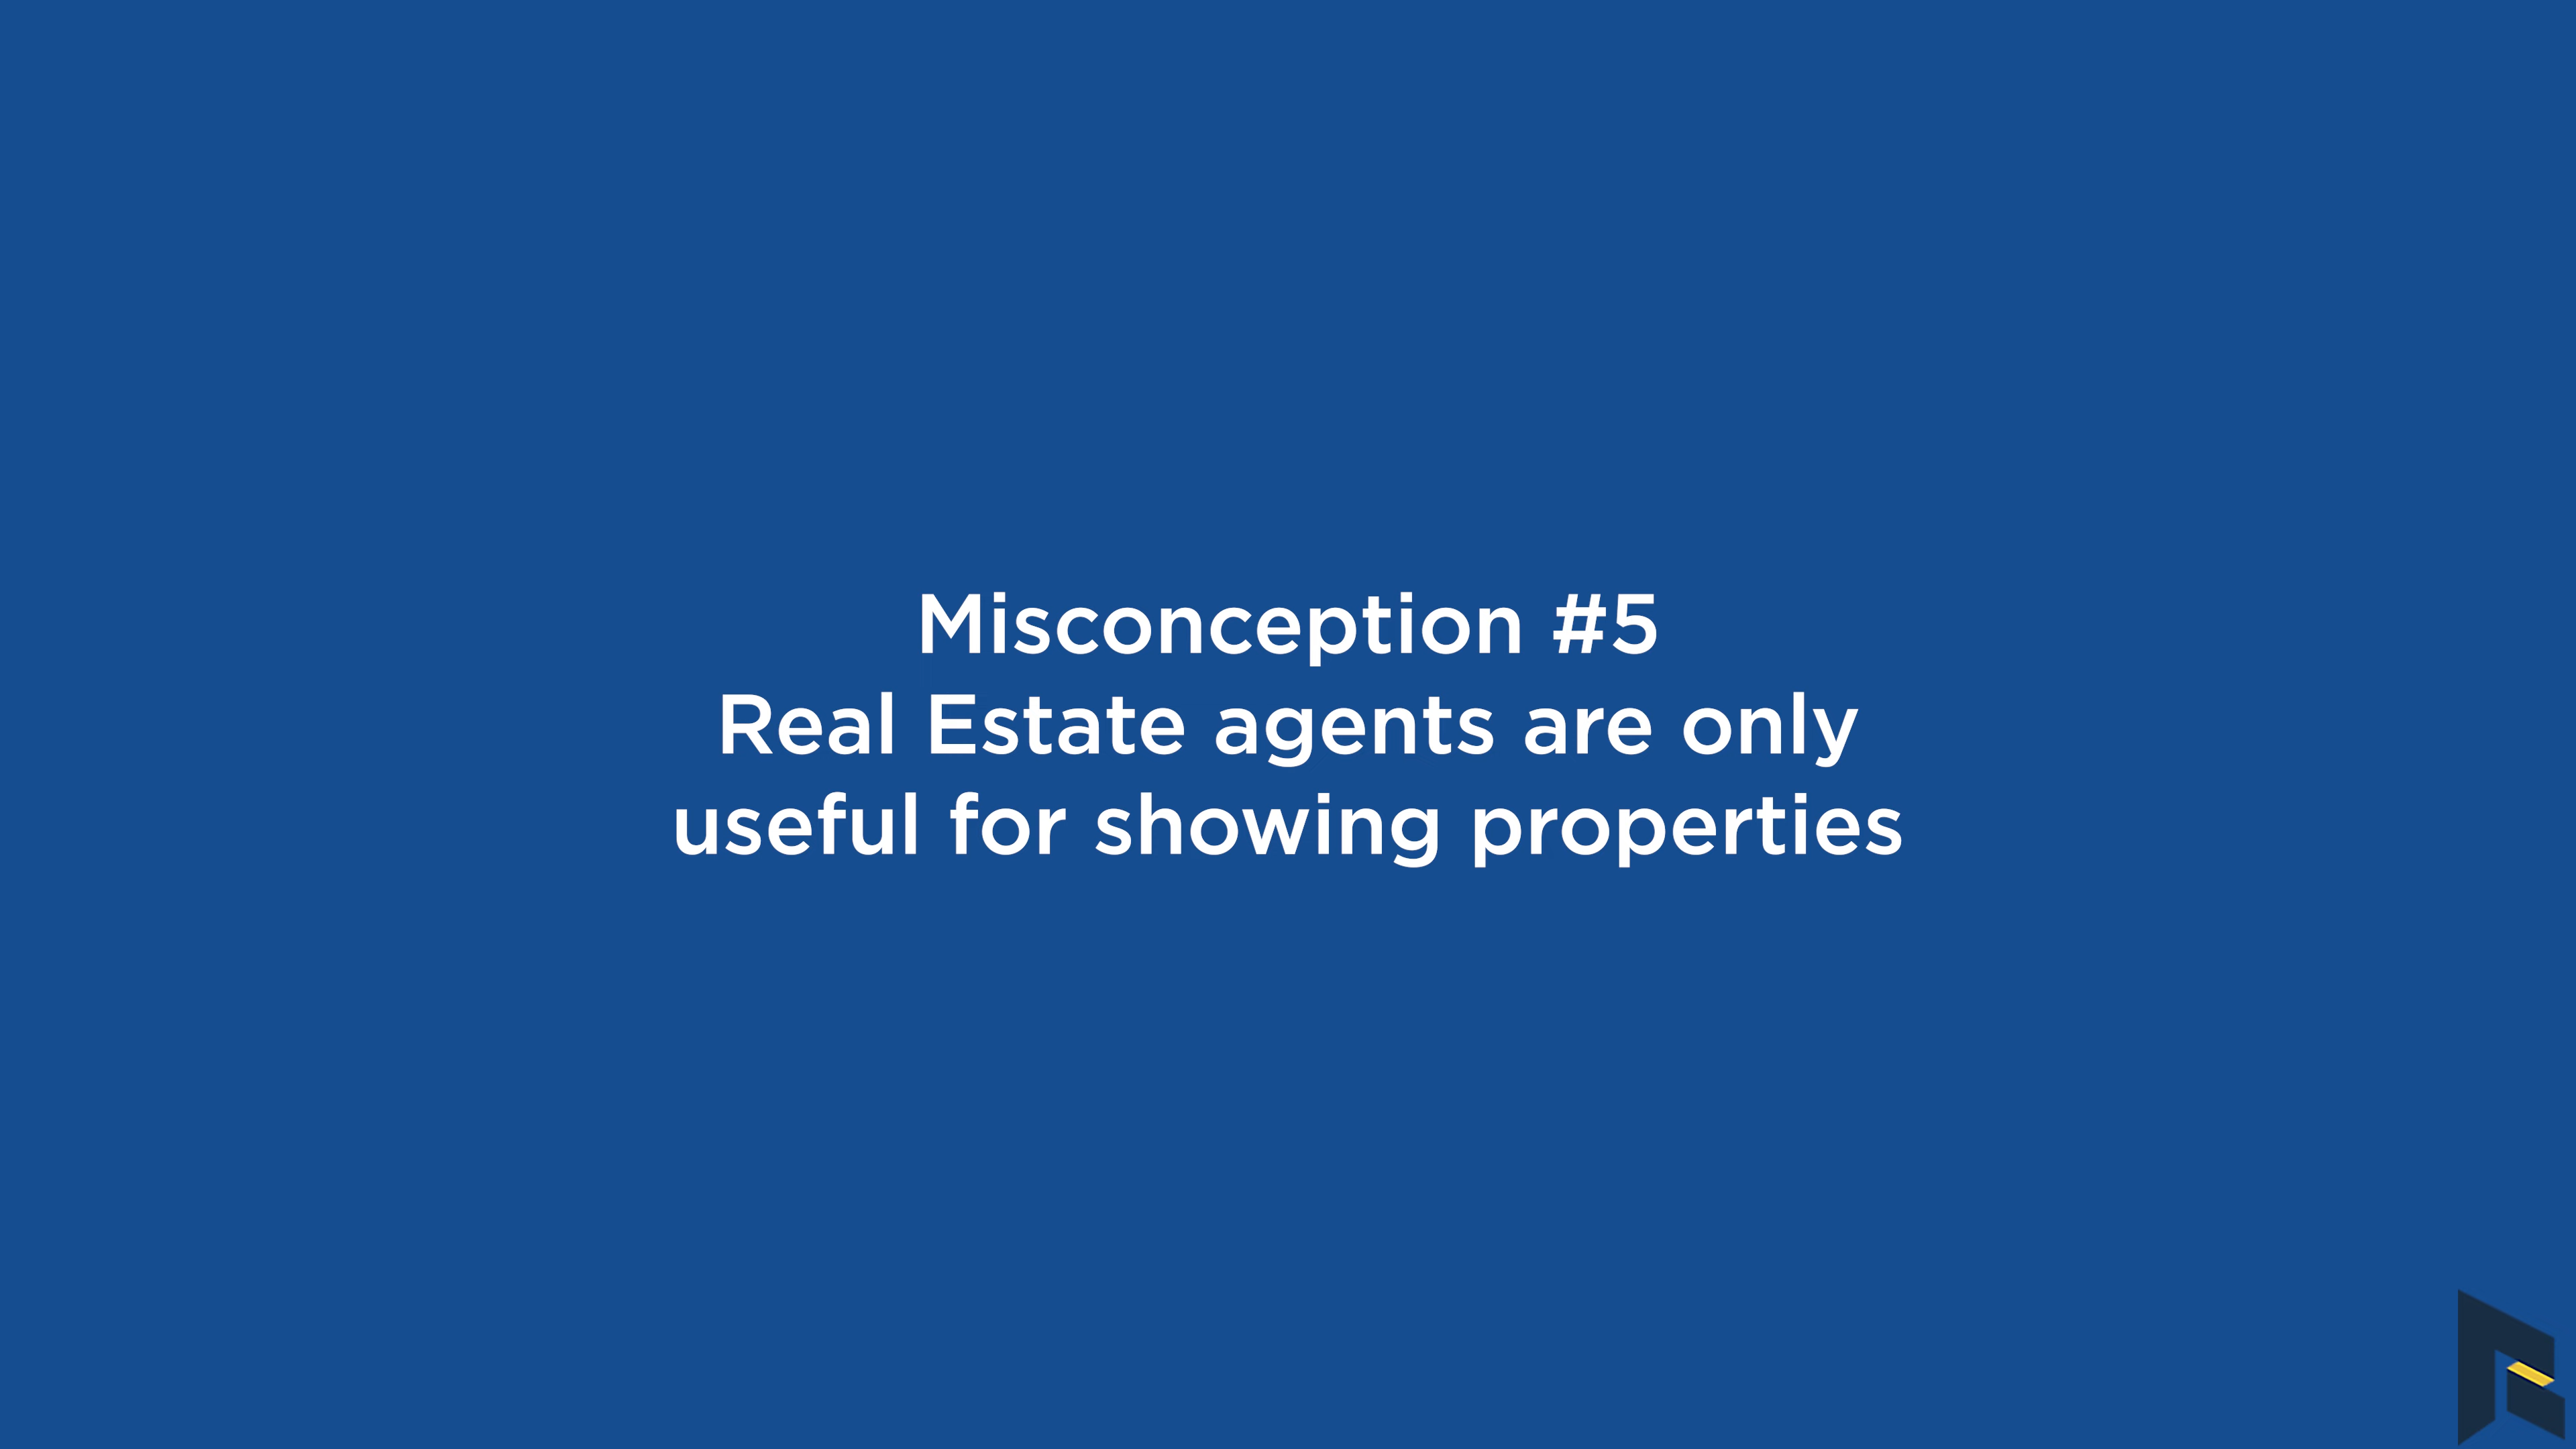 Misconception #5
Real Estate agents are only
useful for showing properties